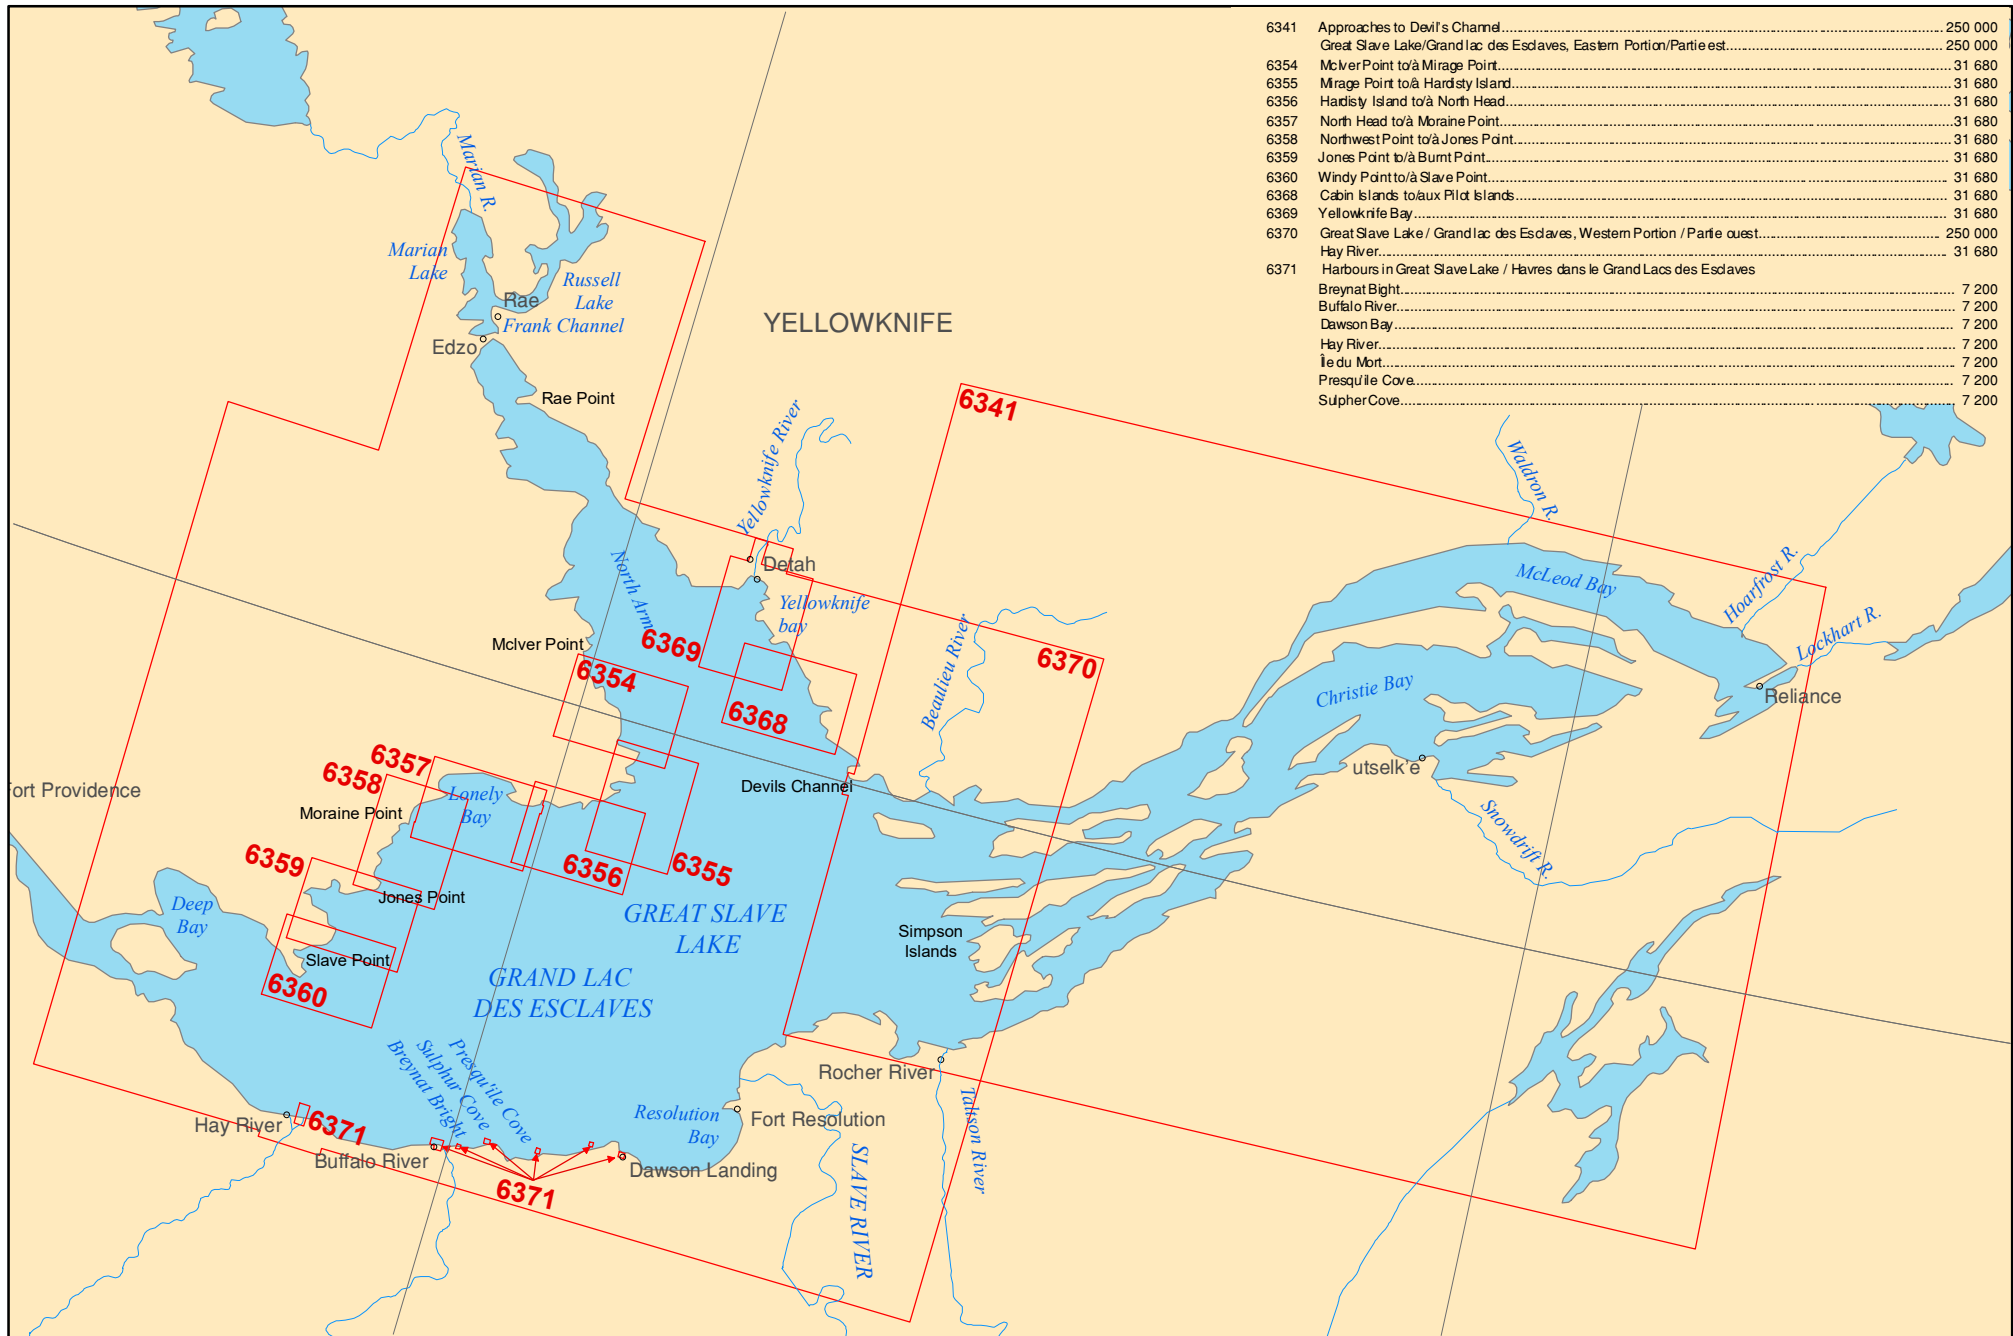 6341 Approaches to Devil's Channel 250 000
Great Slave Lake/Grand lac des Esclaves, Eastern Portion/Partie est 250 000
6354 McIver Point to/à Mirage Point 31 680
6355 Mirage Point to/à Hardisty Island 31 680
6356 Hardisty Island to/à North Head 31 680
6357 North Head to/à Moraine Point 31 680
6358 Northwest Point to/à Jones Point 31 680
6359 Jones Point to/à Burnt Point 31 680
6360 Windy Point to/à Slave Point 31 680
6368 Cabin Islands to/aux Pilot Islands 31 680
6369 Yellowknife Bay 31 680
6370 Great Slave Lake / Grand lac des Esclaves, Western Portion / Partie ouest 250 000
Hay River 31 680
6371 Harbours in Great Slave Lake / Havres dans le Grand Lacs des Esclaves
Breynat Bight 7 200
Buffalo River 7 200
Dawson Bay 7 200
Hay River 7 200
Île du Mort 7 200
Presqu'ile Cove 7 200
Sulpher Cove 7 200
Marian R.
Marian
Lake
Russell
Lake
Rae
Frank Channel
Edzo
YELLOWKNIFE
Rae Point
6341
Yellowknife River
Waldron R.
North Arm
Detah
McLeod Bay
Hoarfrost R.
Yellowknife
bay
Lockhart R.
McIver Point
6369
Beaulieu River
6370
6354
Christie Bay
Reliance
6368
6357
6358
utselk'e
Fort Providence
Lonely
Bay
Devils Channel
Moraine Point
Snowdrift R.
6359
6356
6355
Jones Point
Deep
Bay
GREAT SLAVE
LAKE
Simpson
Islands
Slave Point
6360
GRAND LAC
DES ESCLAVES
Presqu'ile Cove
Sulphur Cove
Breynat Bright
Rocher River
Hay River
6371
Resolution
Bay
Fort Resolution
Taltson River
Buffalo River
Dawson Landing
6371
SLAVE RIVER